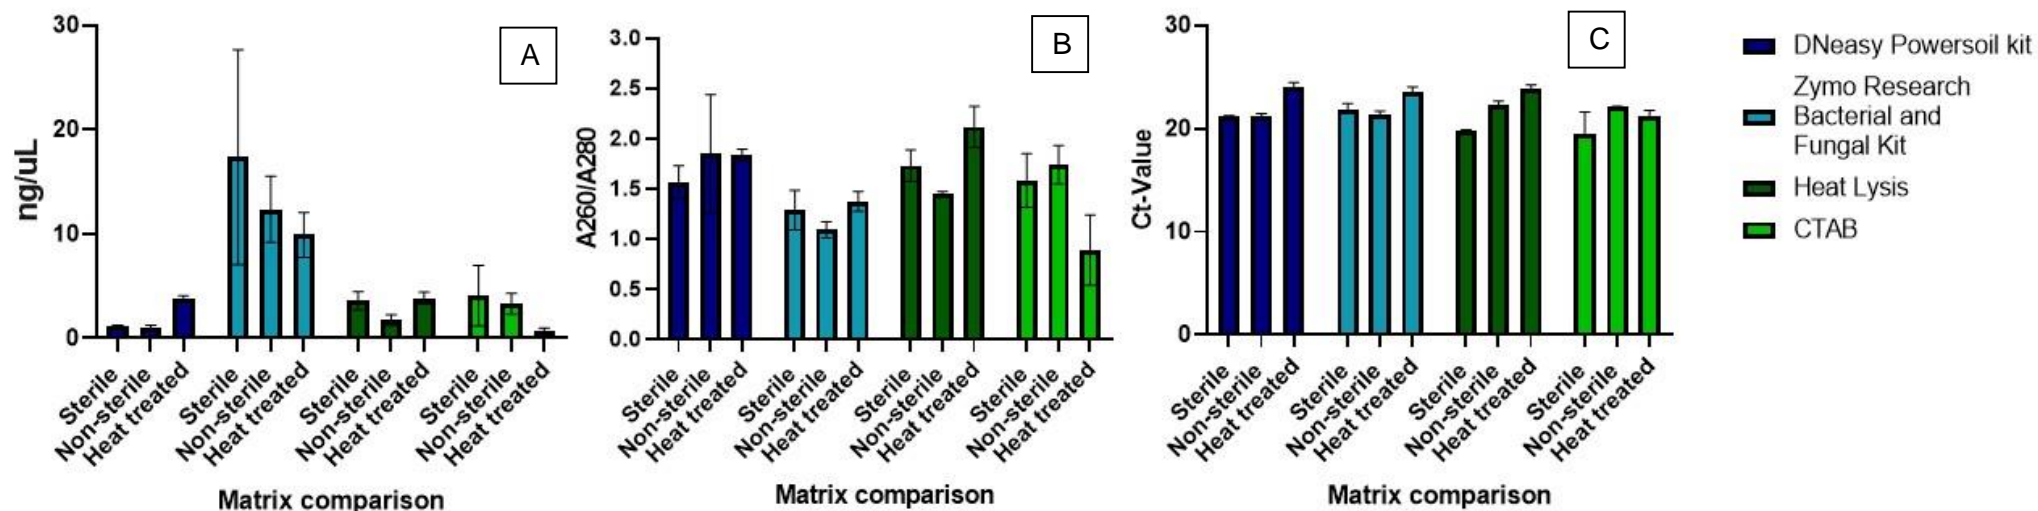 A
30
20
10
0
ng/uL
Sterile
Non-sterile
Heat treated
Sterile
Non-sterile
Heat treated
Sterile
Non-sterile
Heat treated
Sterile
Non-sterile
Heat treated
Matrix comparison
B
3.0
2.5
2.0
1.5
1.0
0.5
0.0
A260/A280
Sterile
Non-sterile
Heat treated
Sterile
Non-sterile
Heat treated
Sterile
Non-sterile
Heat treated
Sterile
Non-sterile
Heat treated
Matrix comparison
C
30
20
10
0
Ct-Value
Sterile
Non-sterile
Heat treated
Sterile
Non-sterile
Heat treated
Sterile
Non-sterile
Heat treated
Sterile
Non-sterile
Heat treated
Matrix comparison
DNeasy Powersoil kit
Zymo Research
Bacterial and
Fungal Kit
Heat Lysis
CTAB